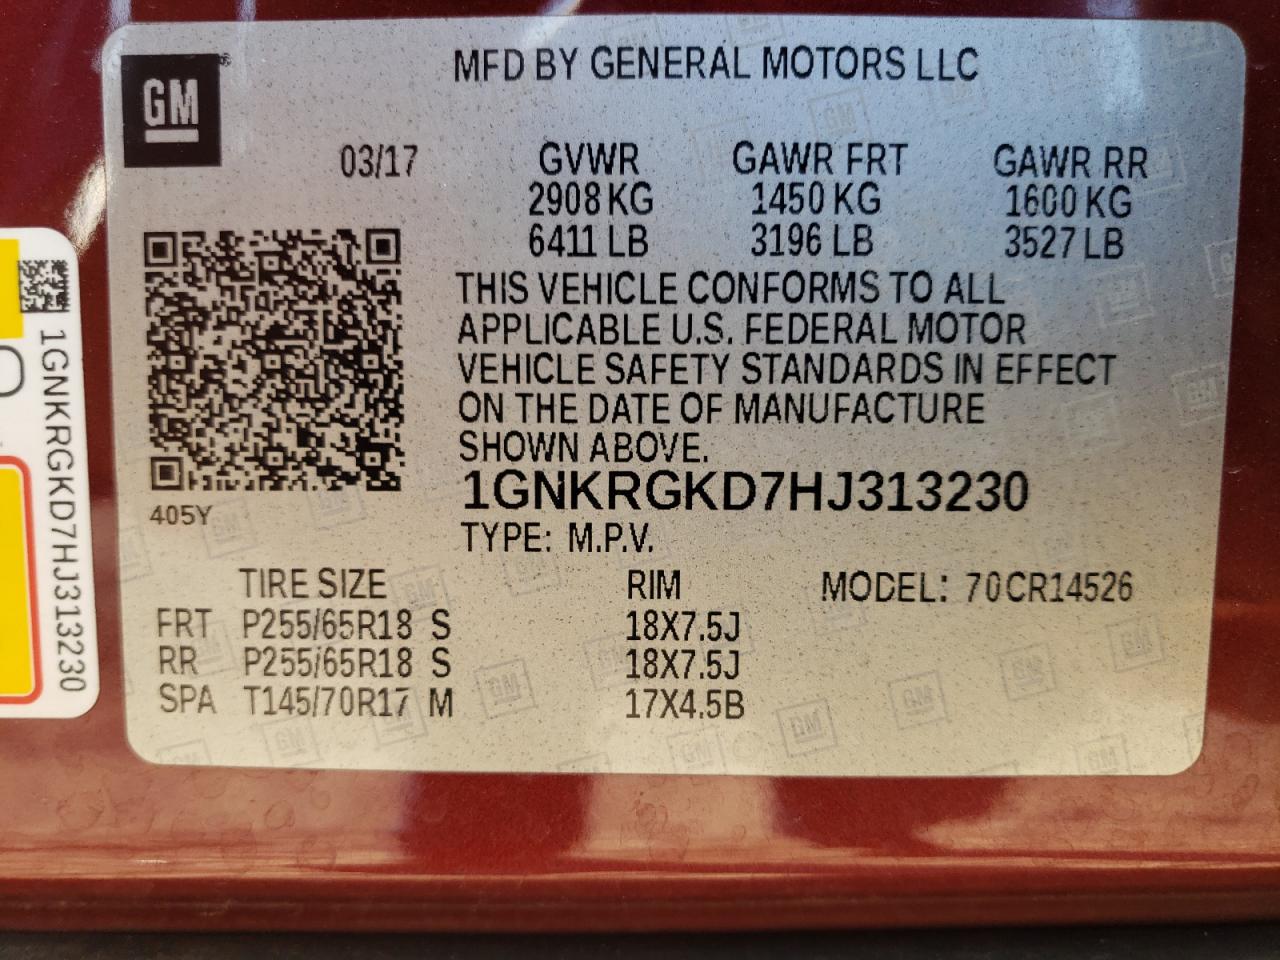 GM
MFD BY GENERAL MOTORS LLC
03/17 GVWR GAWR FRT GAWR RR
2908 KG 1450 KG 1600 KG
6411 LB 3196 LB 3527 LB
THIS VEHICLE CONFORMS TO ALL
APPLICABLE U.S. FEDERAL MOTOR
VEHICLE SAFETY STANDARDS IN EFFECT
ON THE DATE OF MANUFACTURE
SHOWN ABOVE.
1GNKRGKD7HJ313230
405Y
TYPE: M.P.V.
TIRE SIZE RIM MODEL: 70CR14526
FRT P255/65R18 S 18X7.5J
RR P255/65R18 S 18X7.5J
SPA T145/70R17 M 17X4.5B
1GNKRGKD7HJ313230